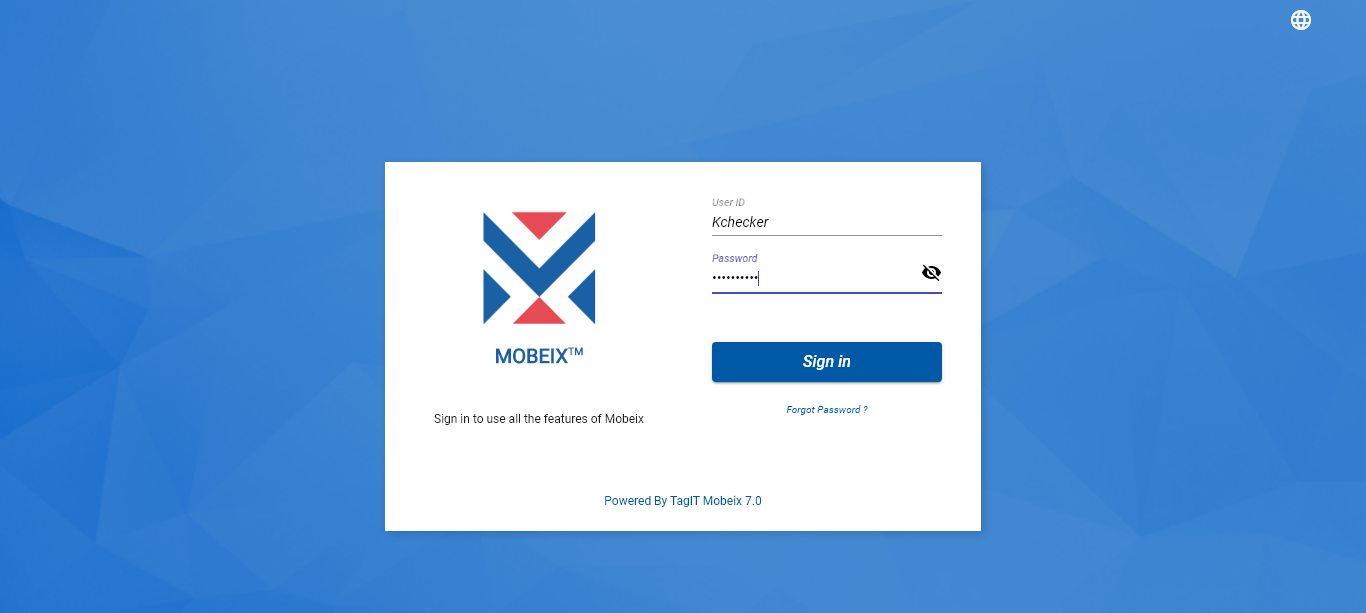 MOBEIX™
Sign in to use all the features of Mobeix
User ID
Kchecker
Password
••••••••••
Sign in
Forgot Password ?
Powered By TagIT Mobeix 7.0